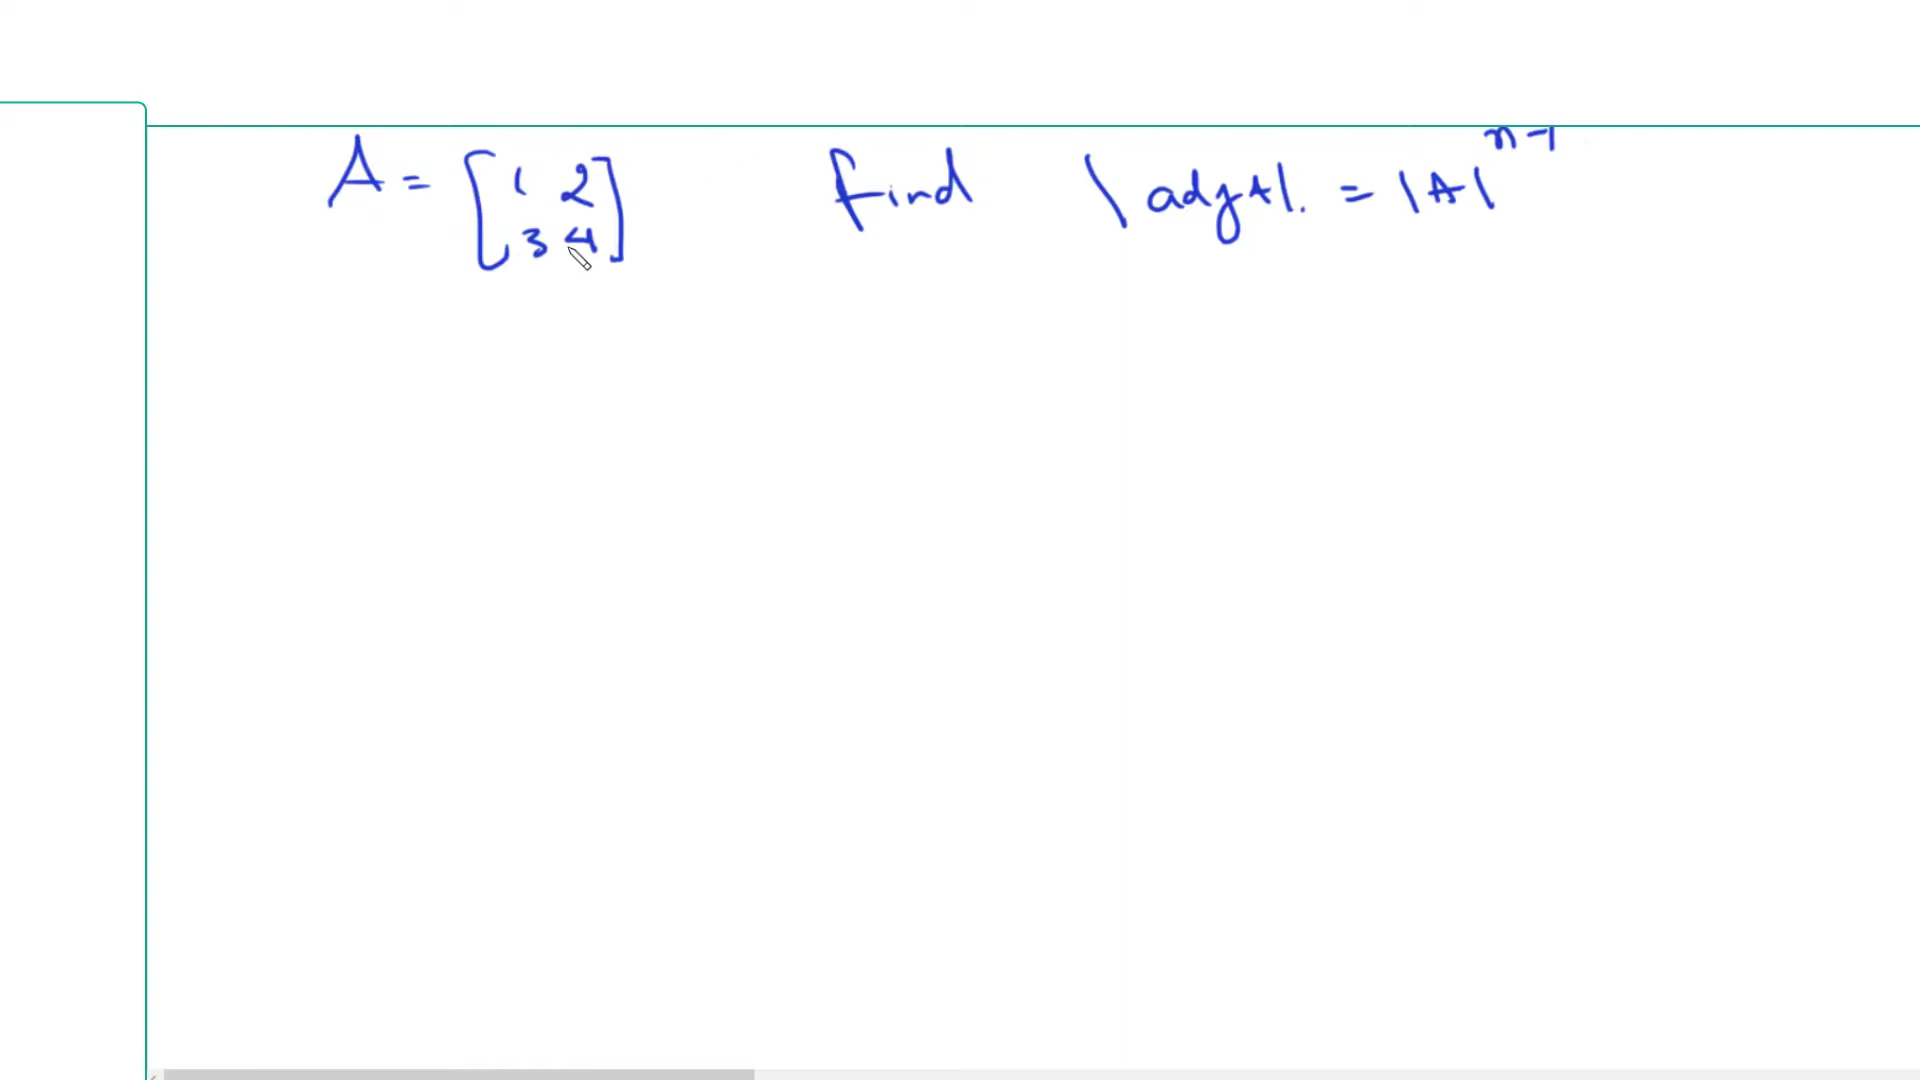 A = [1 2 find |adjA|. = |A|^n-1
3 4]